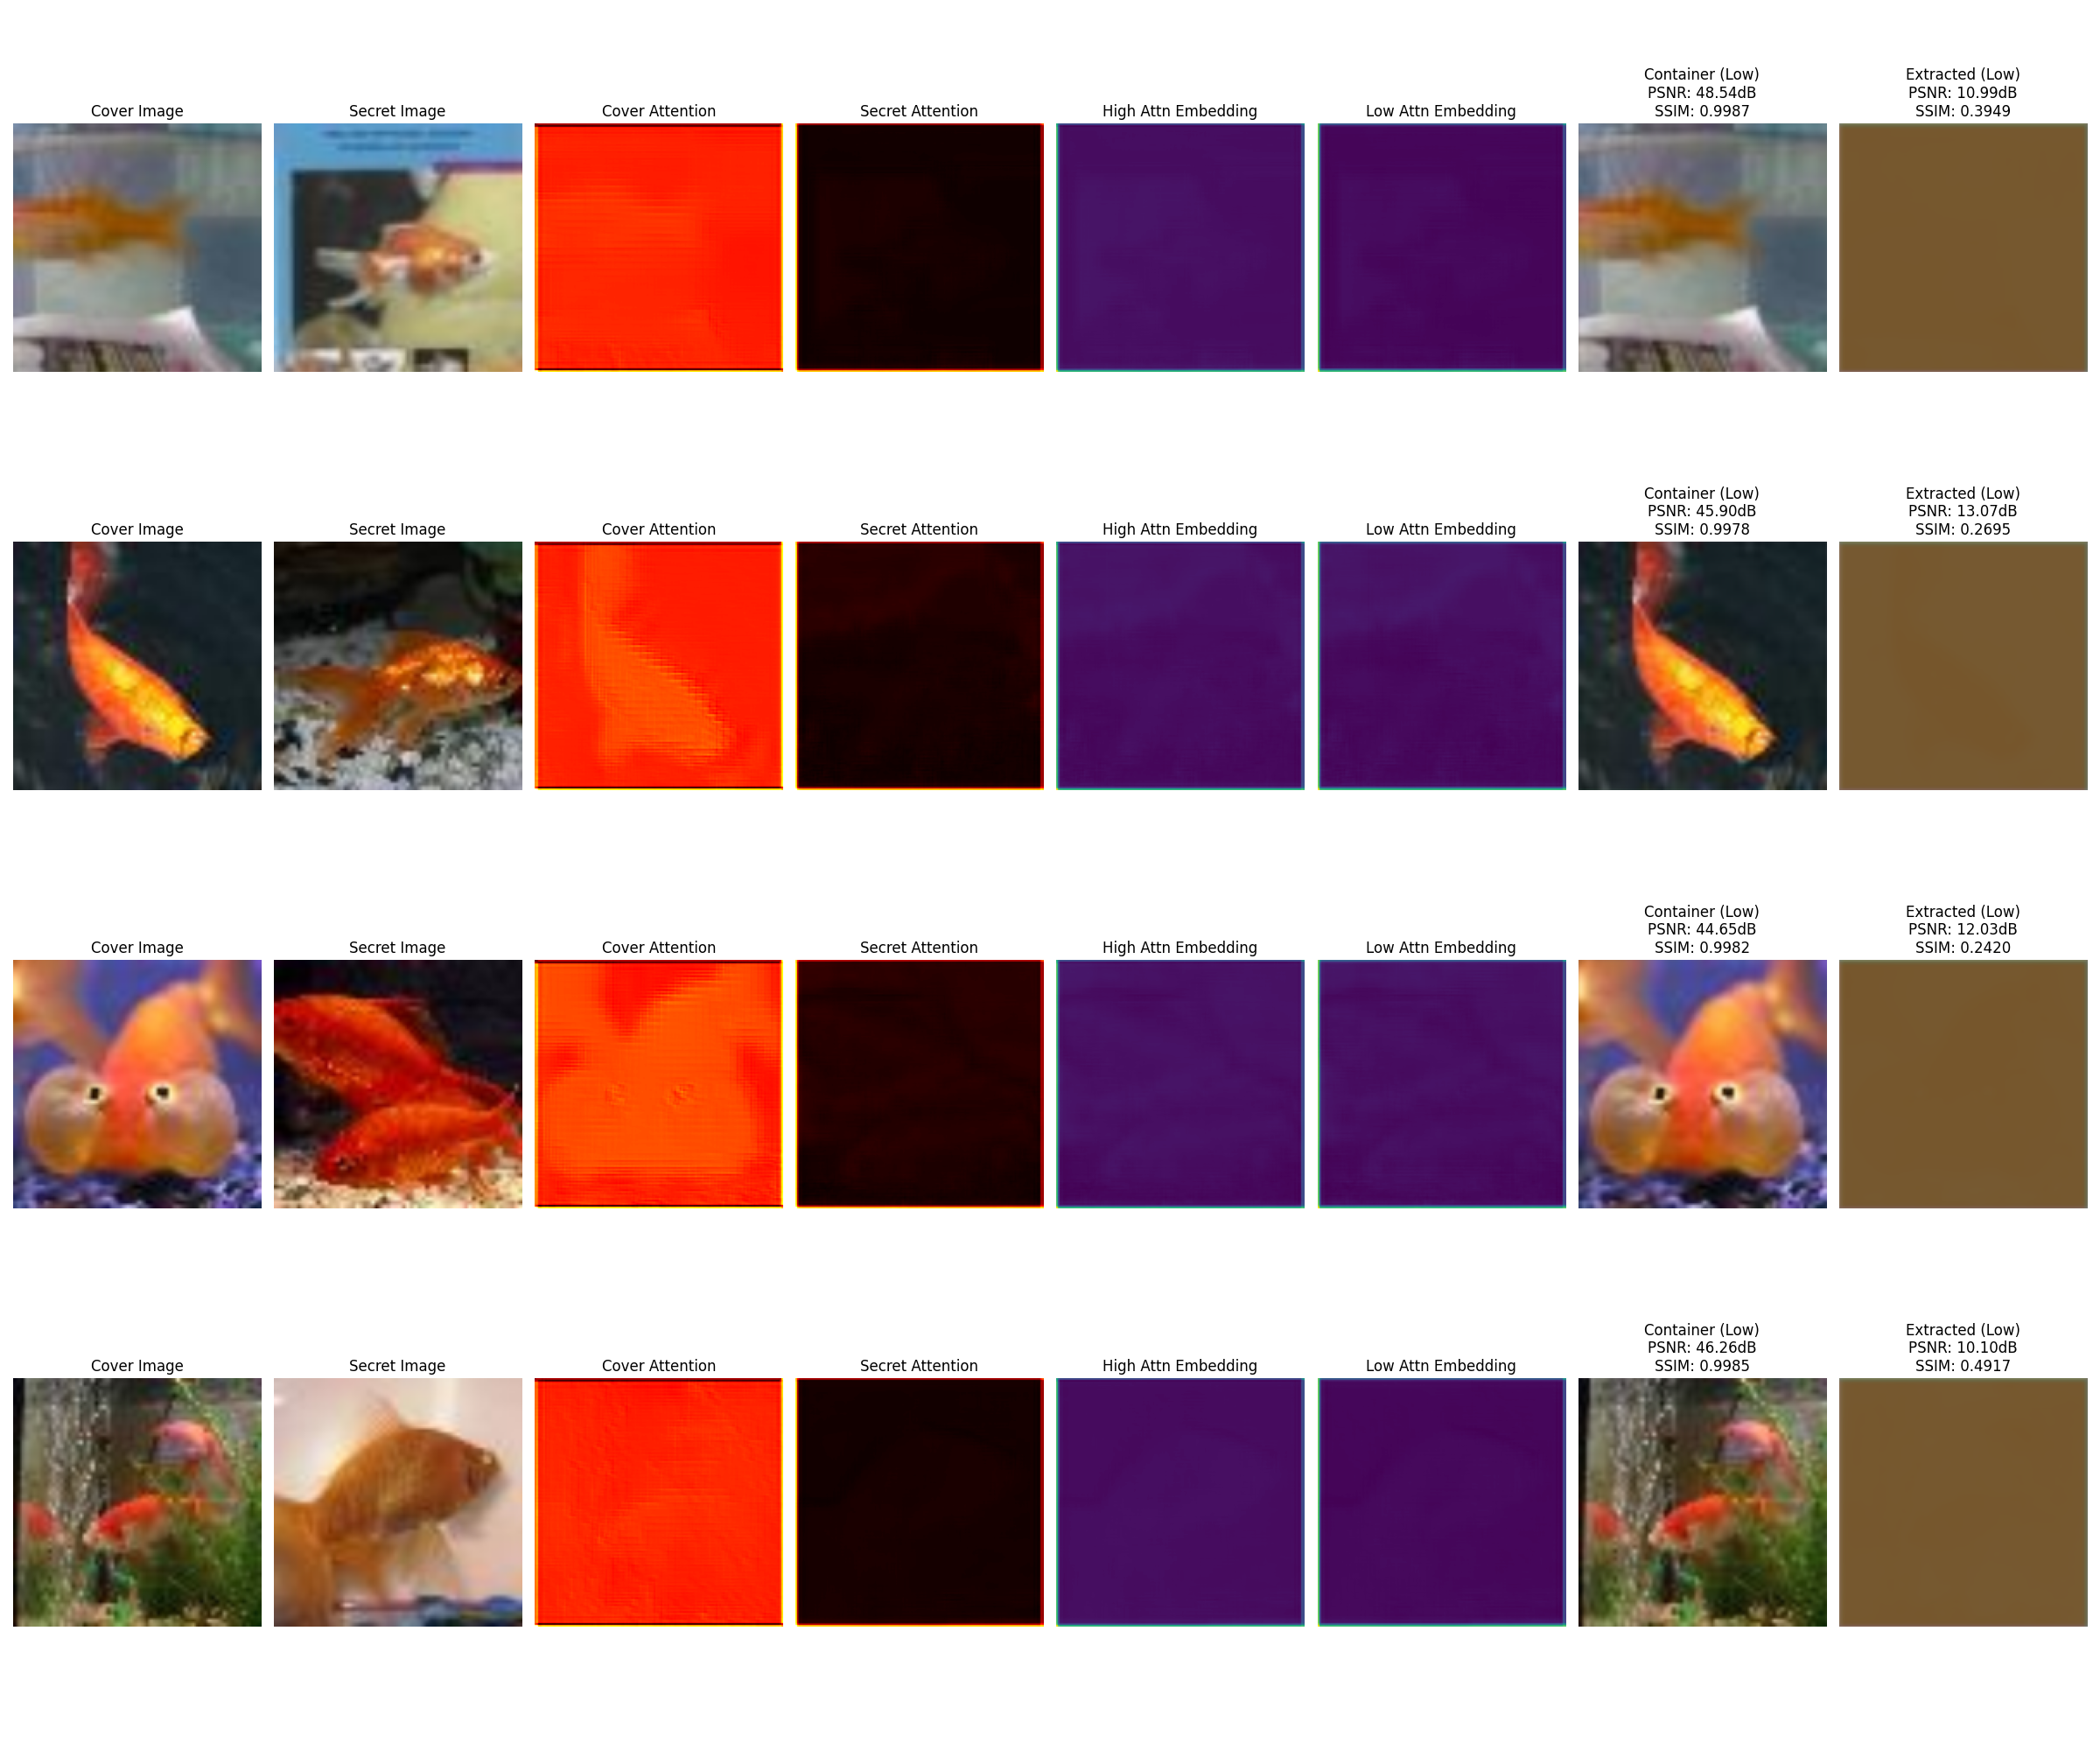 Cover Image
Secret Image
Cover Attention
Secret Attention
High Attn Embedding
Low Attn Embedding
Container (Low)
PSNR: 48.54dB
SSIM: 0.9987
Extracted (Low)
PSNR: 10.99dB
SSIM: 0.3949
Cover Image
Secret Image
Cover Attention
Secret Attention
High Attn Embedding
Low Attn Embedding
Container (Low)
PSNR: 45.90dB
SSIM: 0.9978
Extracted (Low)
PSNR: 13.07dB
SSIM: 0.2695
Cover Image
Secret Image
Cover Attention
Secret Attention
High Attn Embedding
Low Attn Embedding
Container (Low)
PSNR: 44.65dB
SSIM: 0.9982
Extracted (Low)
PSNR: 12.03dB
SSIM: 0.2420
Cover Image
Secret Image
Cover Attention
Secret Attention
High Attn Embedding
Low Attn Embedding
Container (Low)
PSNR: 46.26dB
SSIM: 0.9985
Extracted (Low)
PSNR: 10.10dB
SSIM: 0.4917